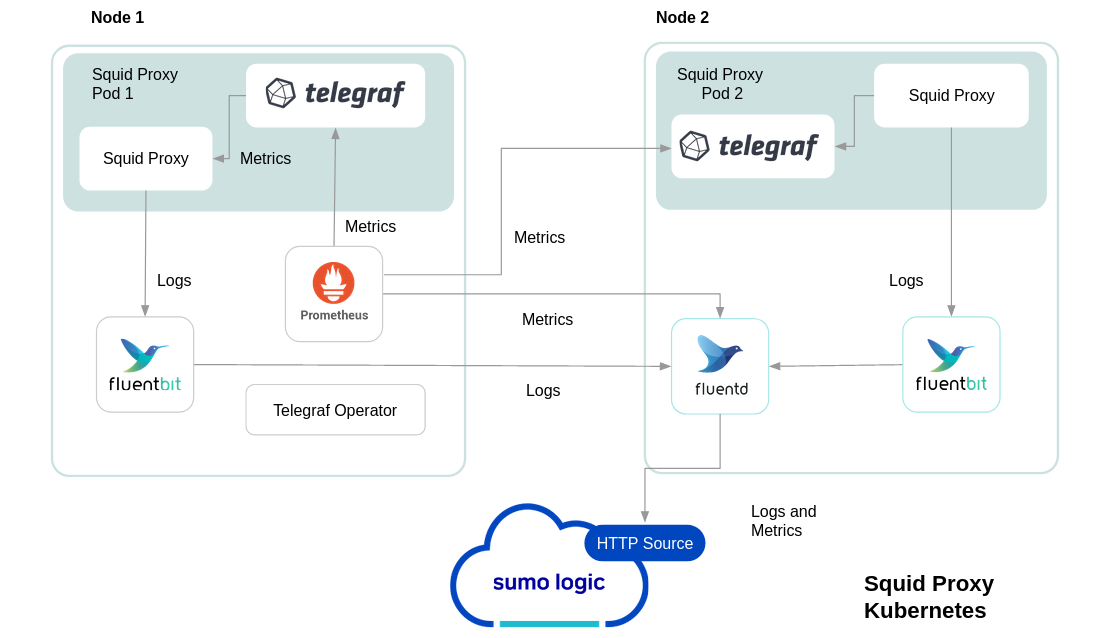 Node 1
Node 2
Squid Proxy
Pod 1
telegraf
Squid Proxy
Metrics
Squid Proxy
Pod 2
Squid Proxy
telegraf
Metrics
Metrics
Logs
Logs
Prometheus
Metrics
fluentbit
fluentd
fluentbit
Logs
Telegraf Operator
Logs and
Metrics
HTTP Source
sumo logic
Squid Proxy
Kubernetes